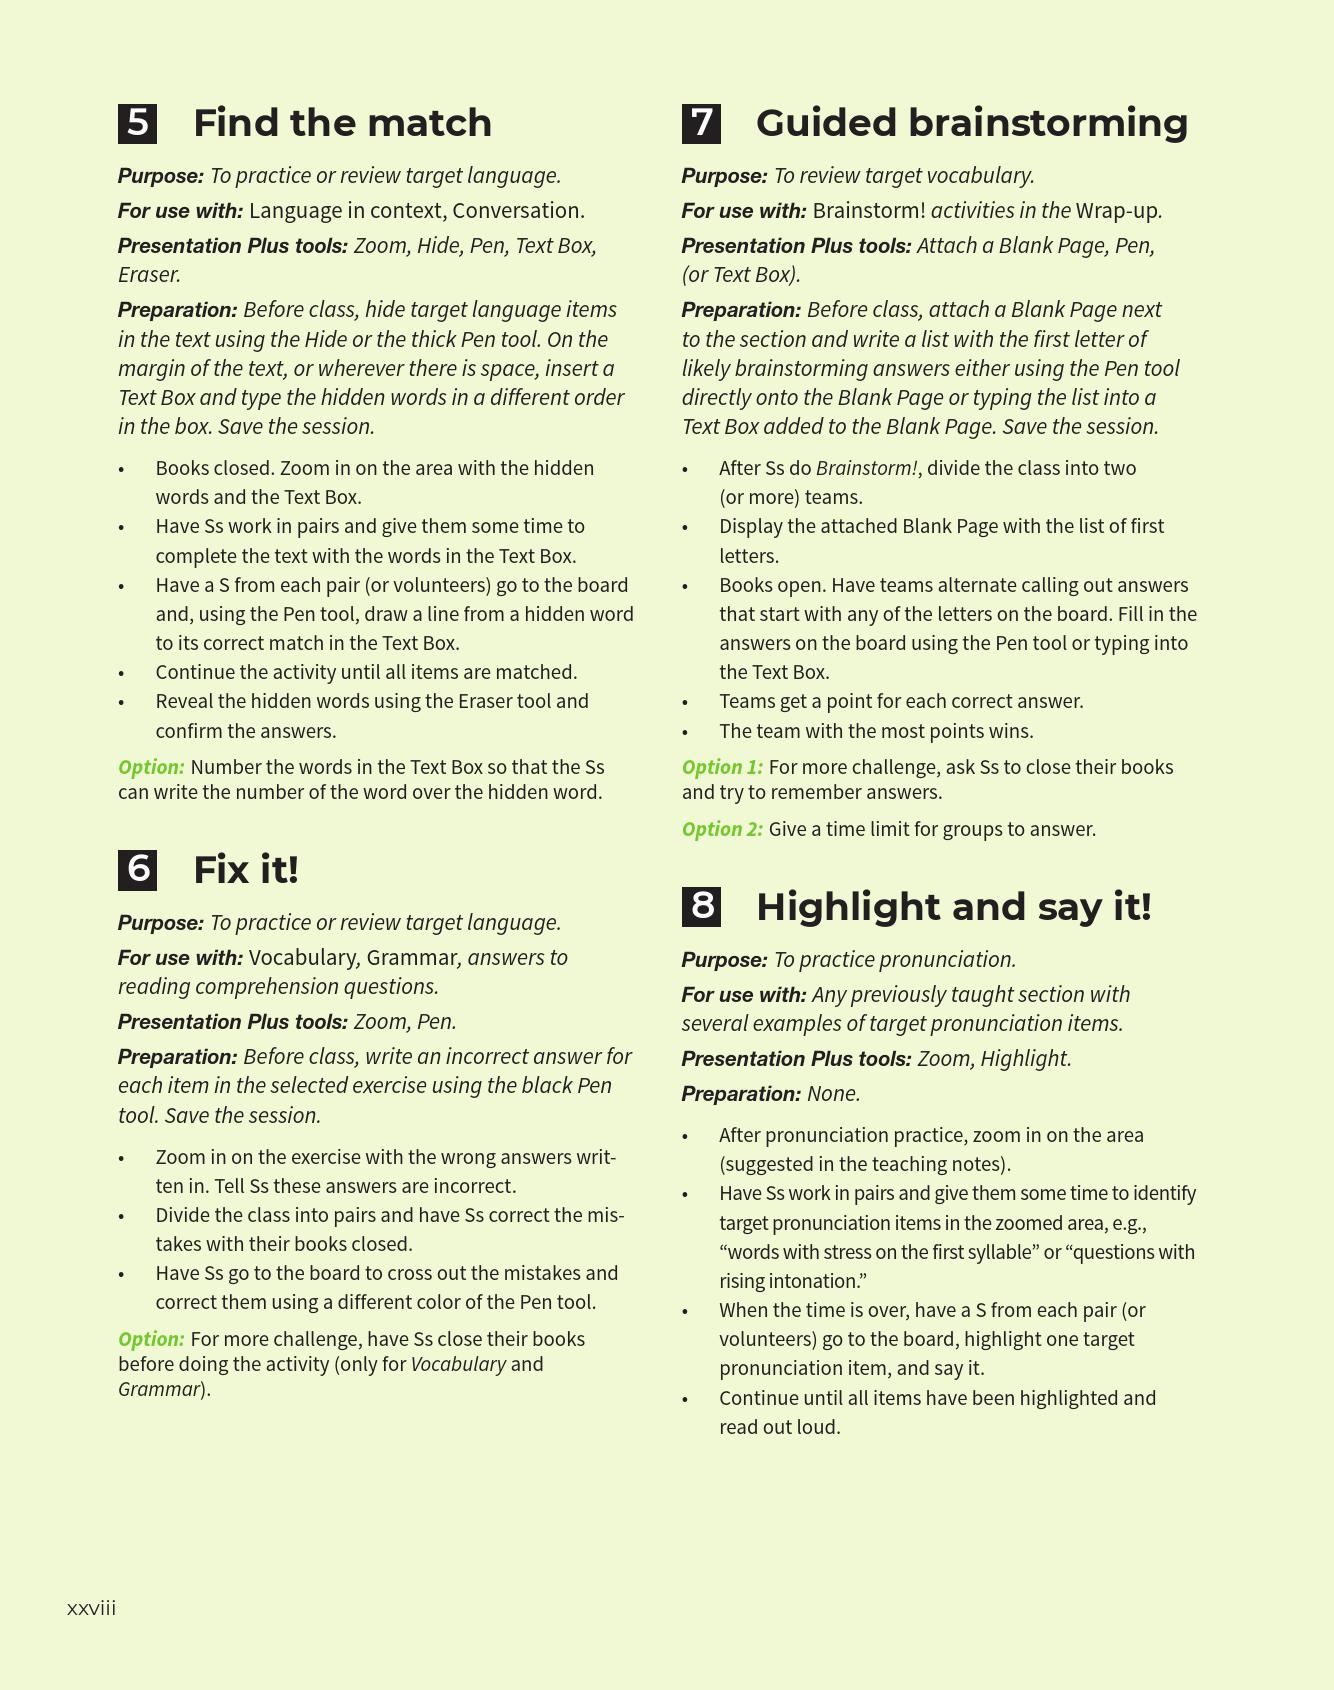 5 Find the match
Purpose: To practice or review target language.
For use with: Language in context, Conversation.
Presentation Plus tools: Zoom, Hide, Pen, Text Box,
Eraser.
Preparation: Before class, hide target language items
in the text using the Hide or the thick Pen tool. On the
margin of the text, or wherever there is space, insert a
Text Box and type the hidden words in a different order
in the box. Save the session.
• Books closed. Zoom in on the area with the hidden
words and the Text Box.
• Have Ss work in pairs and give them some time to
complete the text with the words in the Text Box.
• Have a S from each pair (or volunteers) go to the board
and, using the Pen tool, draw a line from a hidden word
to its correct match in the Text Box.
• Continue the activity until all items are matched.
• Reveal the hidden words using the Eraser tool and
confirm the answers.
Option: Number the words in the Text Box so that the Ss
can write the number of the word over the hidden word.
6 Fix it!
Purpose: To practice or review target language.
For use with: Vocabulary, Grammar, answers to
reading comprehension questions.
Presentation Plus tools: Zoom, Pen.
Preparation: Before class, write an incorrect answer for
each item in the selected exercise using the black Pen
tool. Save the session.
• Zoom in on the exercise with the wrong answers writ-
ten in. Tell Ss these answers are incorrect.
• Divide the class into pairs and have Ss correct the mis-
takes with their books closed.
• Have Ss go to the board to cross out the mistakes and
correct them using a different color of the Pen tool.
Option: For more challenge, have Ss close their books
before doing the activity (only for Vocabulary and
Grammar).
7 Guided brainstorming
Purpose: To review target vocabulary.
For use with: Brainstorm! activities in the Wrap-up.
Presentation Plus tools: Attach a Blank Page, Pen,
(or Text Box).
Preparation: Before class, attach a Blank Page next
to the section and write a list with the first letter of
likely brainstorming answers either using the Pen tool
directly onto the Blank Page or typing the list into a
Text Box added to the Blank Page. Save the session.
• After Ss do Brainstorm!, divide the class into two
(or more) teams.
• Display the attached Blank Page with the list of first
letters.
• Books open. Have teams alternate calling out answers
that start with any of the letters on the board. Fill in the
answers on the board using the Pen tool or typing into
the Text Box.
• Teams get a point for each correct answer.
• The team with the most points wins.
Option 1: For more challenge, ask Ss to close their books
and try to remember answers.
Option 2: Give a time limit for groups to answer.
8 Highlight and say it!
Purpose: To practice pronunciation.
For use with: Any previously taught section with
several examples of target pronunciation items.
Presentation Plus tools: Zoom, Highlight.
Preparation: None.
• After pronunciation practice, zoom in on the area
(suggested in the teaching notes).
• Have Ss work in pairs and give them some time to identify
target pronunciation items in the zoomed area, e.g.,
“words with stress on the first syllable” or “questions with
rising intonation.”
• When the time is over, have a S from each pair (or
volunteers) go to the board, highlight one target
pronunciation item, and say it.
• Continue until all items have been highlighted and
read out loud.
xxviii